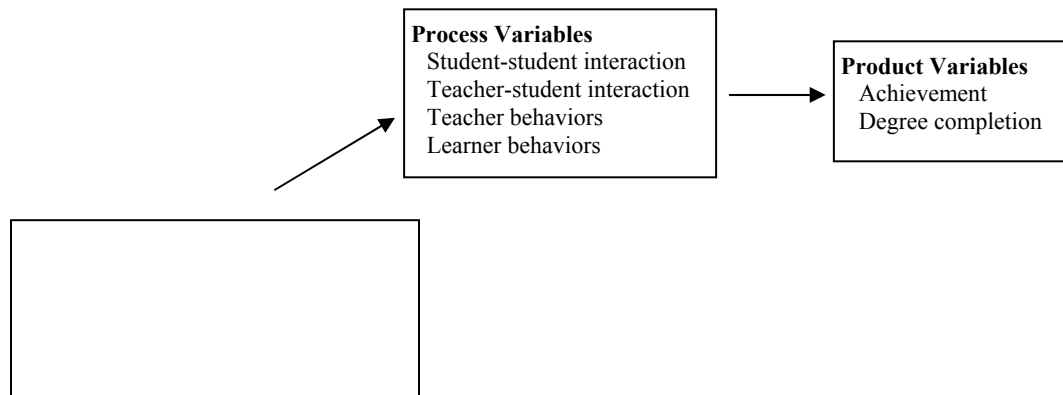 Process Variables
Student-student interaction
Teacher-student interaction
Teacher behaviors
Learner behaviors
Product Variables
Achievement
Degree completion